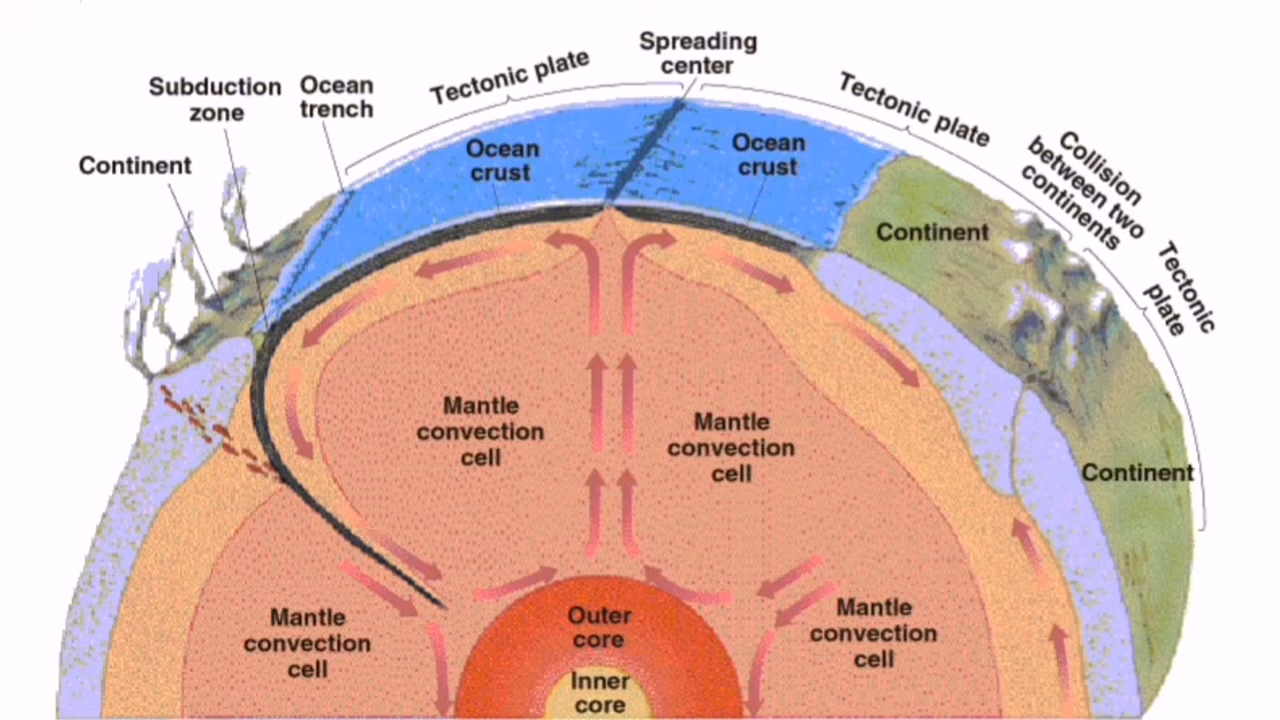 Spreading
center
Tectonic plate
Tectonic plate
Subduction
zone
Ocean
trench
Continent
Ocean
crust
Ocean
crust
Collision
between two
continents
Continent
Tectonic
plate
Mantle
convection
cell
Mantle
convection
cell
Continent
Mantle
convection
cell
Outer
core
Mantle
convection
cell
Inner
core